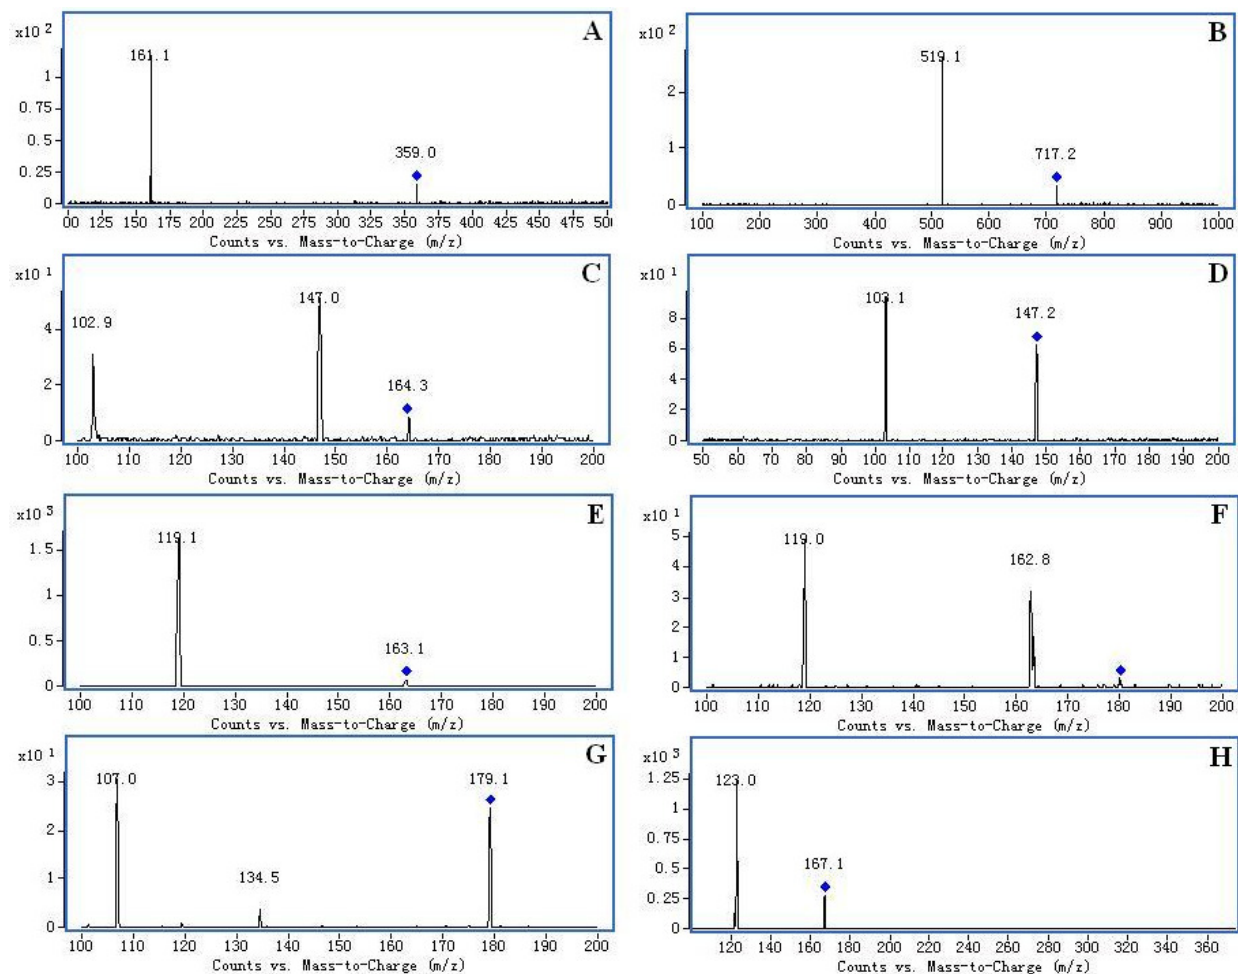 x10 2 A
161.1
1
0.75
0.5
359.0
0.25
0
00 125 150 175 200 225 250 275 300 325 350 375 400 425 450 475 50
Counts vs. Mass-to-Charge (m/z)
x10 2 B
519.1
2
1
717.2
0
100 200 300 400 500 600 700 800 900 1000
Counts vs. Mass-to-Charge (m/z)
x10 1 C
147.0
102.9
4
164.3
2
0
100 110 120 130 140 150 160 170 180 190 200
Counts vs. Mass-to-Charge (m/z)
x10 1 D
103.1
147.2
8
6
4
2
0
50 60 70 80 90 100 110 120 130 140 150 160 170 180 190 200
Counts vs. Mass-to-Charge (m/z)
x10 3 E
119.1
1.5
1
0.5
163.1
0
100 110 120 130 140 150 160 170 180 190 200
Counts vs. Mass-to-Charge (m/z)
x10 1 F
5
119.0
162.8
4
3
2
1
0
100 110 120 130 140 150 160 170 180 190 200
Counts vs. Mass-to-Charge (m/z)
x10 1 G
3
107.0
179.1
2
134.5
1
0
100 110 120 130 140 150 160 170 180 190 200
Counts vs. Mass-to-Charge (m/z)
x10 3 H
1.25
123.0
1
0.75
167.1
0.5
0.25
0
120 140 160 180 200 220 240 260 280 300 320 340 360
Counts vs. Mass-to-Charge (m/z)